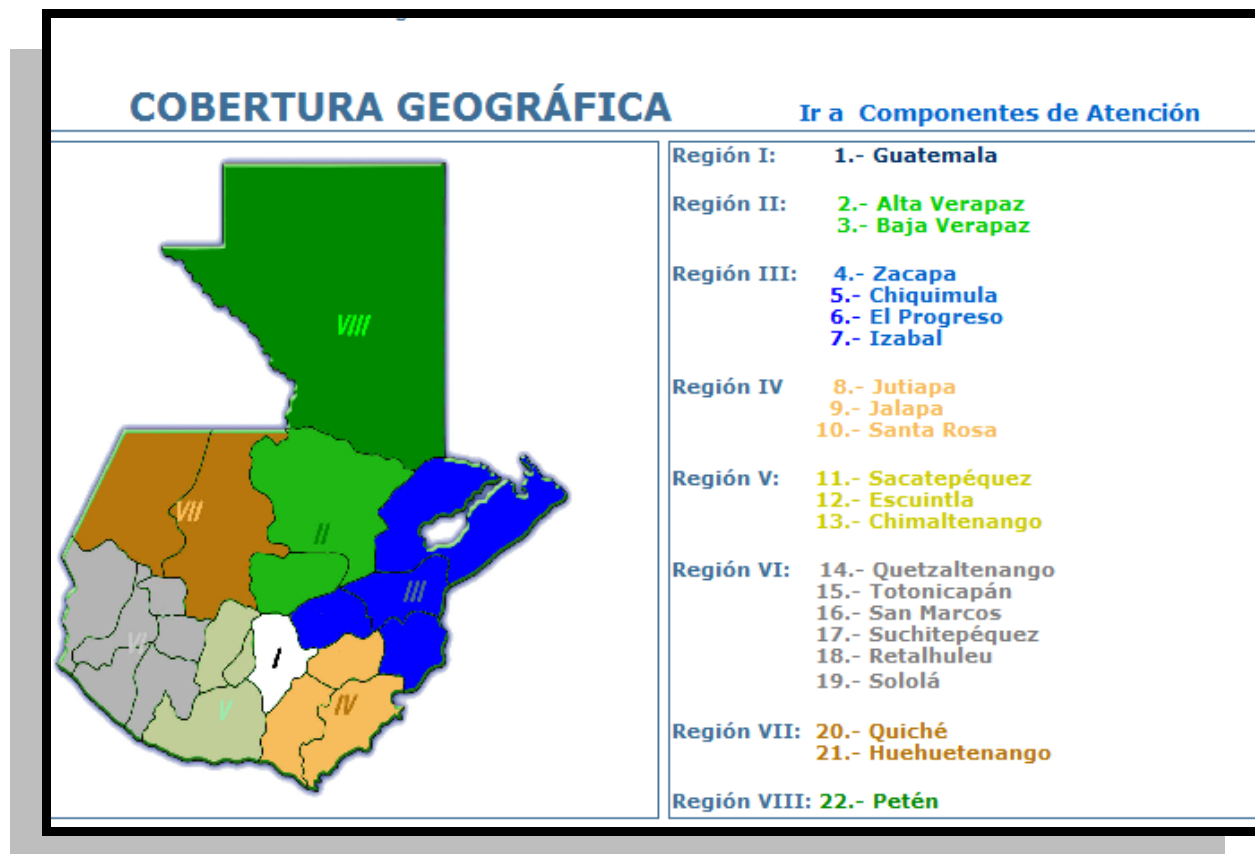 COBERTURA GEOGRÁFICA
Ir a Componentes de Atención
Región I: 1.- Guatemala
Región II: 2.- Alta Verapaz
3.- Baja Verapaz
Región III: 4.- Zacapa
5.- Chiquimula
6.- El Progreso
7.- Izabal
Región IV 8.- Jutiapa
9.- Jalapa
10.- Santa Rosa
Región V: 11.- Sacatepéquez
12.- Escuintla
13.- Chimaltenango
Región VI: 14.- Quetzaltenango
15.- Totonicapán
16.- San Marcos
17.- Suchitepéquez
18.- Retalhuleu
19.- Sololá
Región VII: 20.- Quiché
21.- Huehuetenango
Región VIII: 22.- Petén
VIII
VII
II
III
VI
I
V
IV